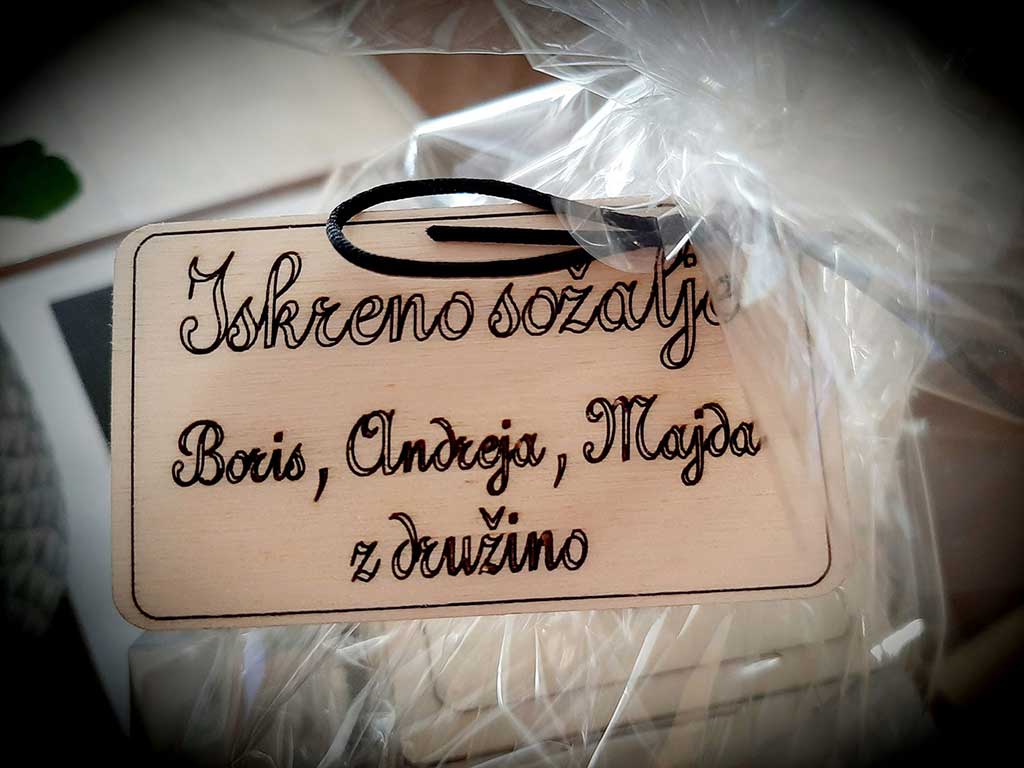 Iskreno sožalje
Boris, Andreja, Majda
z družino